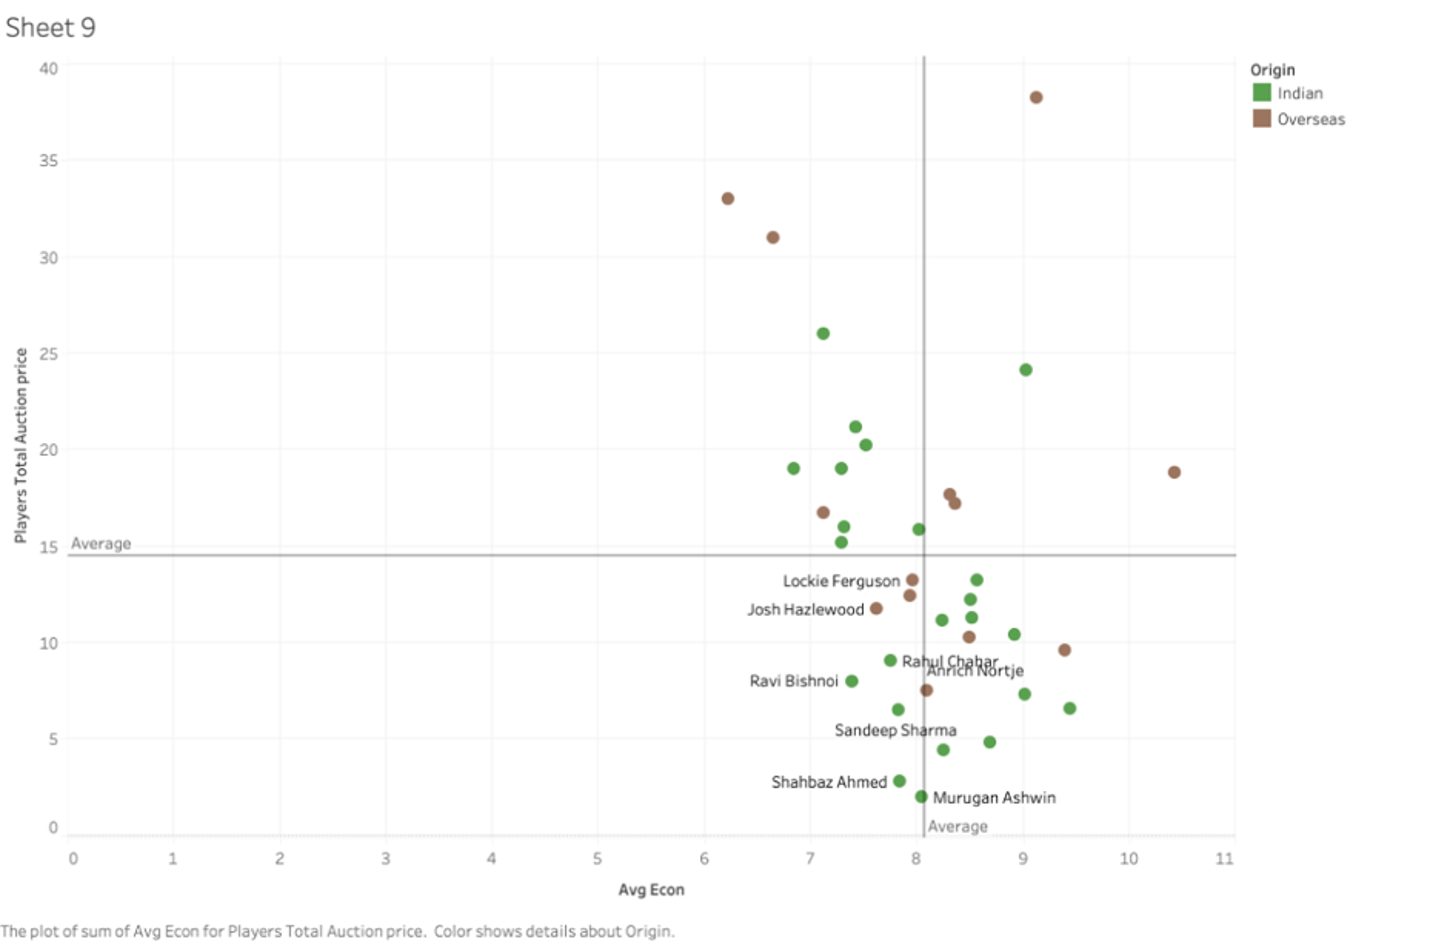 Sheet 9
40
35
30
25
20
15
10
5
0
Players Total Auction price
Average
Lockie Ferguson
Josh Hazlewood
Rahul Chahar
Anrich Nortje
Ravi Bishnoi
Sandeep Sharma
Shahbaz Ahmed
Murugan Ashwin
Average
0 1 2 3 4 5 6 7 8 9 10 11
Avg Econ
Origin
Indian
Overseas
The plot of sum of Avg Econ for Players Total Auction price. Color shows details about Origin.